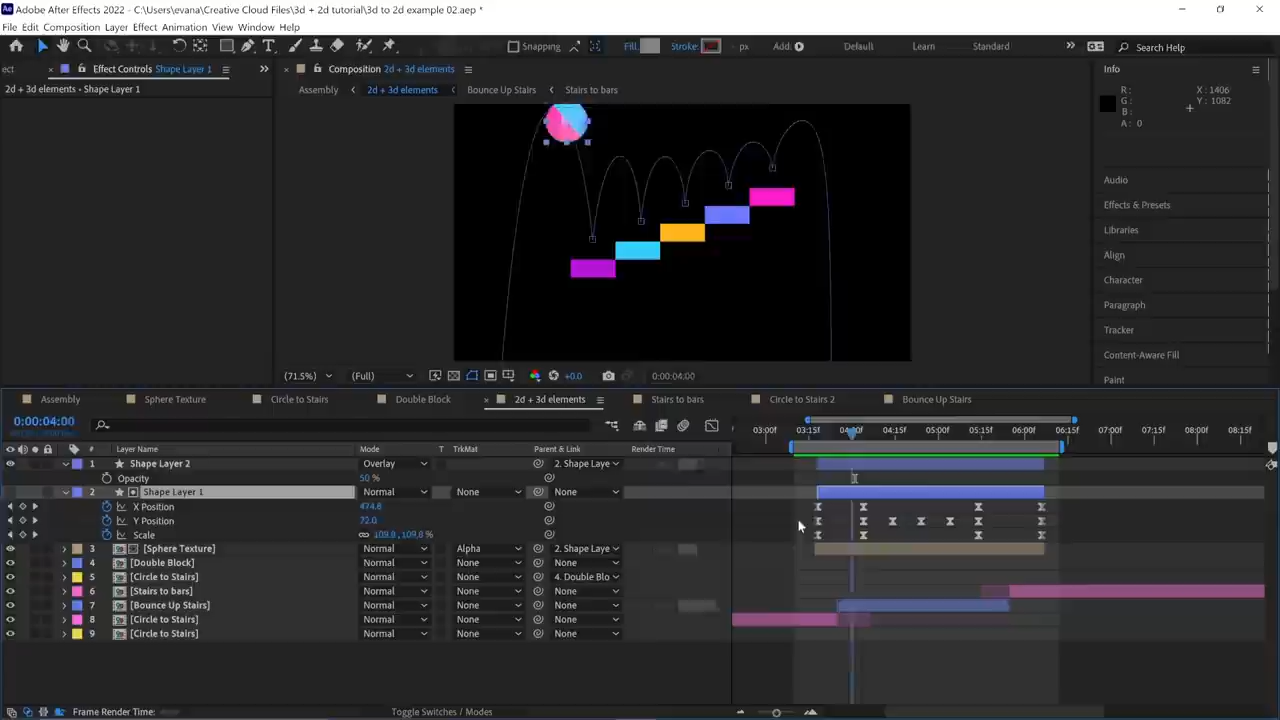 Adobe After Effects 2022 - C:\Users\evana\Creative Cloud Files\3d + 2d tutorial\3d to 2d example 02.aep *
File Edit Composition Layer Effect Animation View Window Help
Snapping Fill: Stroke: px Add: Default Learn Standard Search Help
ect Effect Controls Shape Layer 1 Composition 2d + 3d elements Info
2d + 3d elements - Shape Layer 1
Assembly 2d + 3d elements Bounce Up Stairs Stairs to bars
R: X: 1406
G: Y: 1082
B:
A: 0
Audio
Effects & Presets
Libraries
Align
Character
Paragraph
Tracker
Content-Aware Fill
Paint
(71.5%) (Full) +0.0 0:00:04:00
Assembly Sphere Texture Circle to Stairs Double Block 2d + 3d elements Stairs to bars Circle to Stairs 2 Bounce Up Stairs
0:00:04:00
03:00f 03:15f 04:00f 04:15f 05:00f 05:15f 06:00f 06:15f 07:00f 07:15f 08:00f 08:15f
# Layer Name Mode T TrkMat Parent & Link Render Time
1 Shape Layer 2 Overlay 2. Shape Laye
Opacity 50 %
2 Shape Layer 1 Normal None None
X Position 474.8
Y Position 72.0
Scale 109.8, 109.8 %
3 [Sphere Texture] Normal Alpha 2. Shape Laye
4 [Double Block] Normal None None
5 [Circle to Stairs] Normal None 4. Double Blo
6 [Stairs to bars] Normal None None
7 [Bounce Up Stairs] Normal None None
8 [Circle to Stairs] Normal None None
9 [Circle to Stairs] Normal None None
Frame Render Time: Toggle Switches / Modes